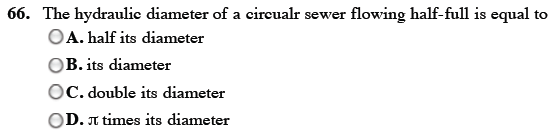 66. The hydraulic diameter of a circualr sewer flowing half-full is equal to
A. half its diameter
B. its diameter
C. double its diameter
D. π times its diameter